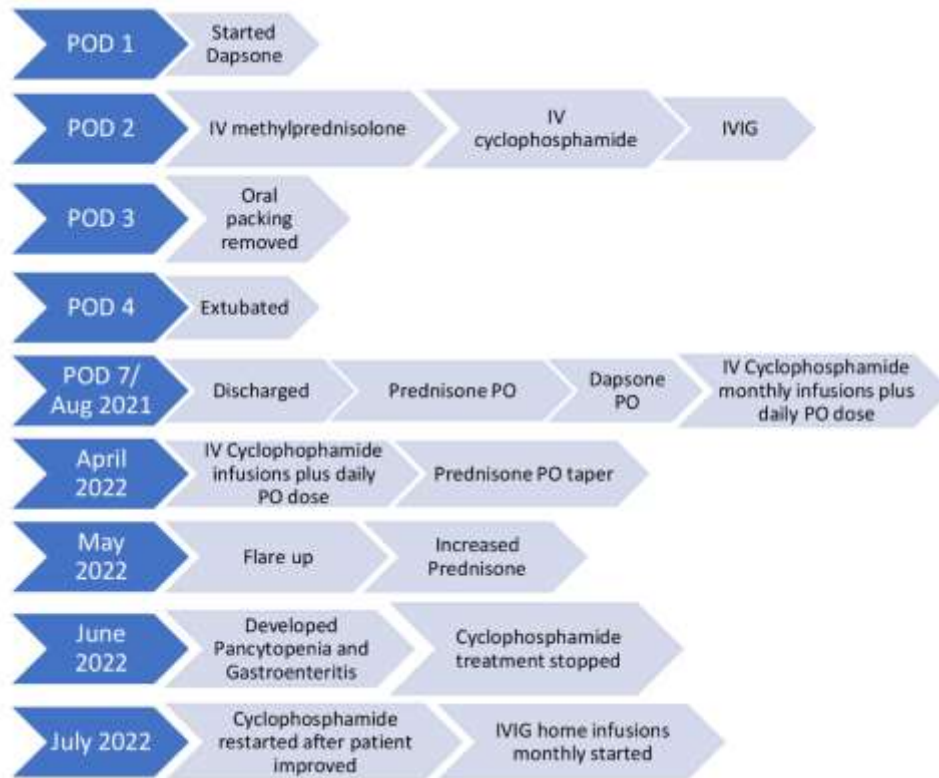 POD 1
Started
Dapsone
POD 2
IV methylprednisolone
IV
cyclophosphamide
IVIG
POD 3
Oral
packing
removed
POD 4
Extubated
POD 7/
Aug 2021
Discharged
Prednisone PO
Dapsone
PO
IV Cyclophosphamide
monthly infusions plus
daily PO dose
April
2022
IV Cyclophophamide
infusions plus daily
PO dose
Prednisone PO taper
May
2022
Flare up
Increased
Prednisone
June
2022
Developed
Pancytopenia and
Gastroenteritis
Cyclophosphamide
treatment stopped
July 2022
Cyclophosphamide
restarted after patient
improved
IVIG home infusions
monthly started